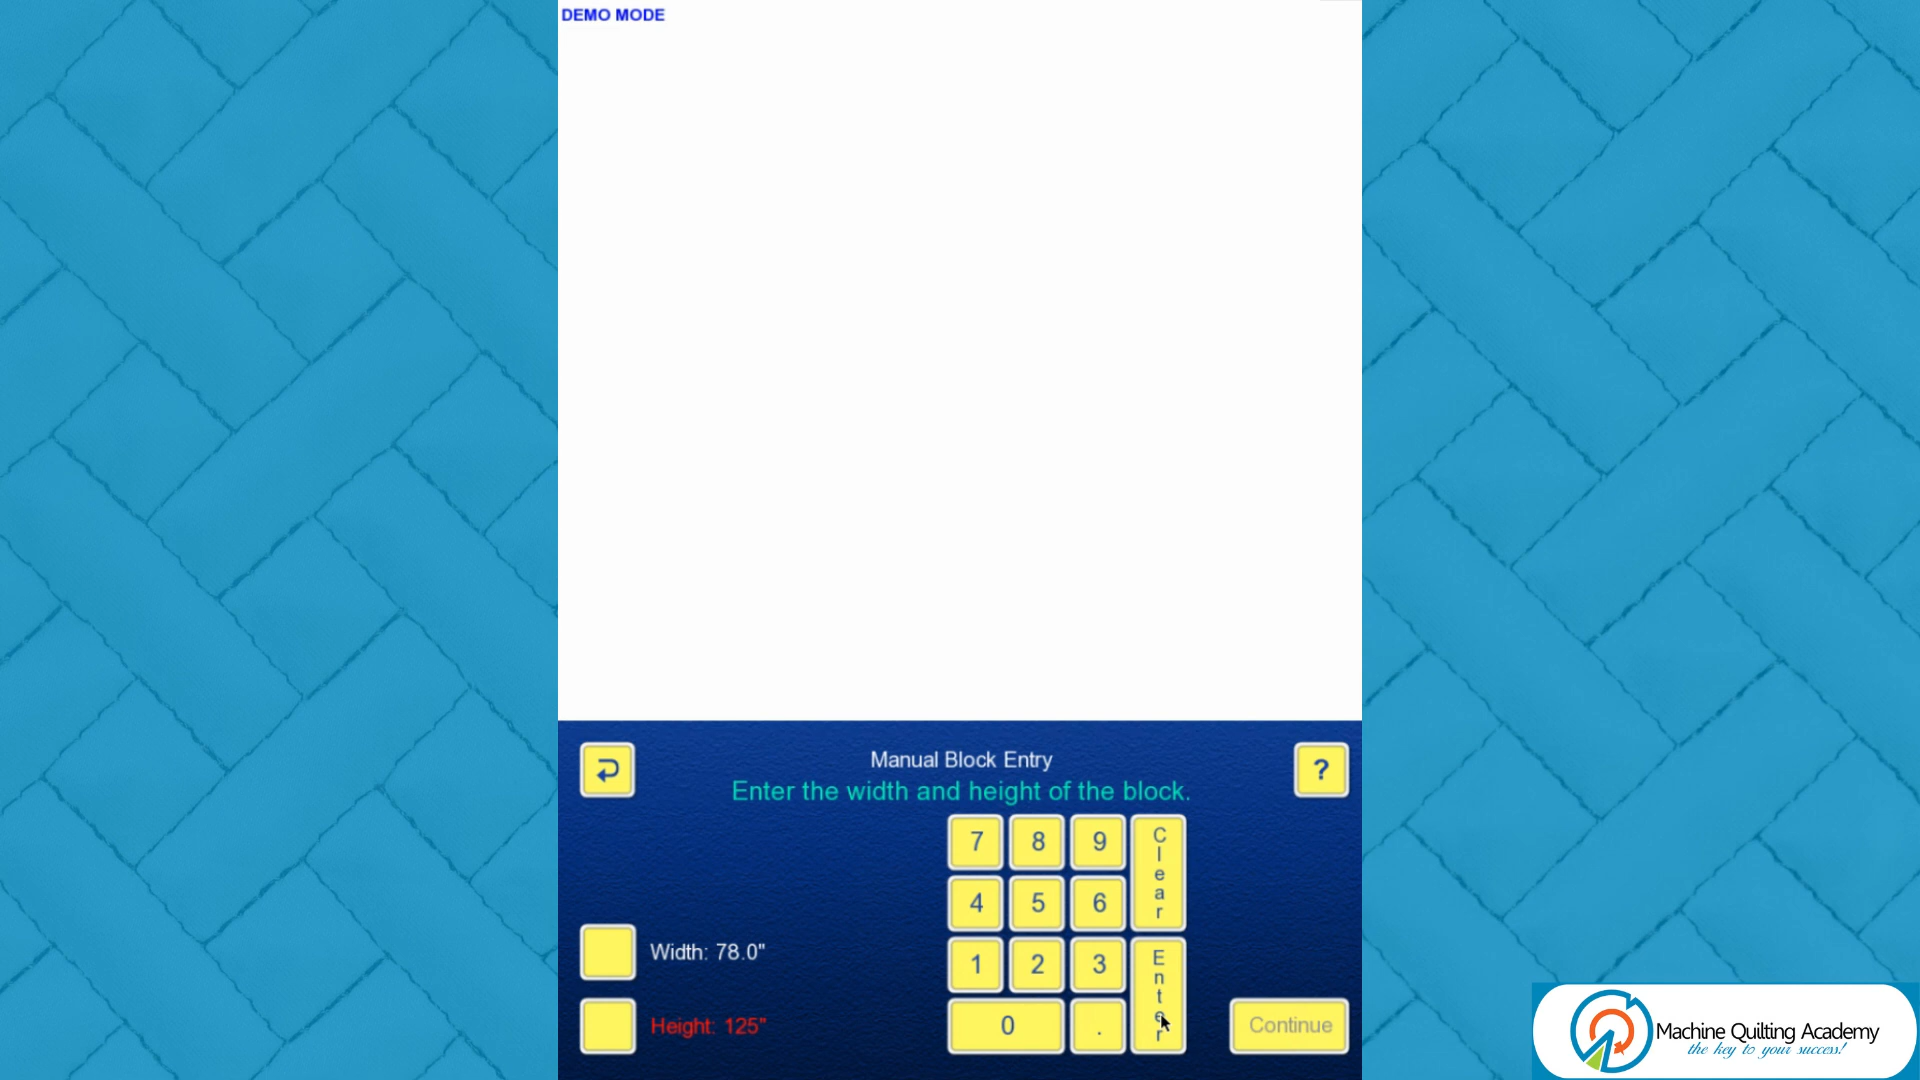 DEMO MODE
Manual Block Entry
?
Enter the width and height of the block.
7 8 9 Clear
4 5 6
Width: 78.0"
1 2 3 Enter
Height: 125"
0 .
Continue
Machine Quilting Academy
the key to your success!